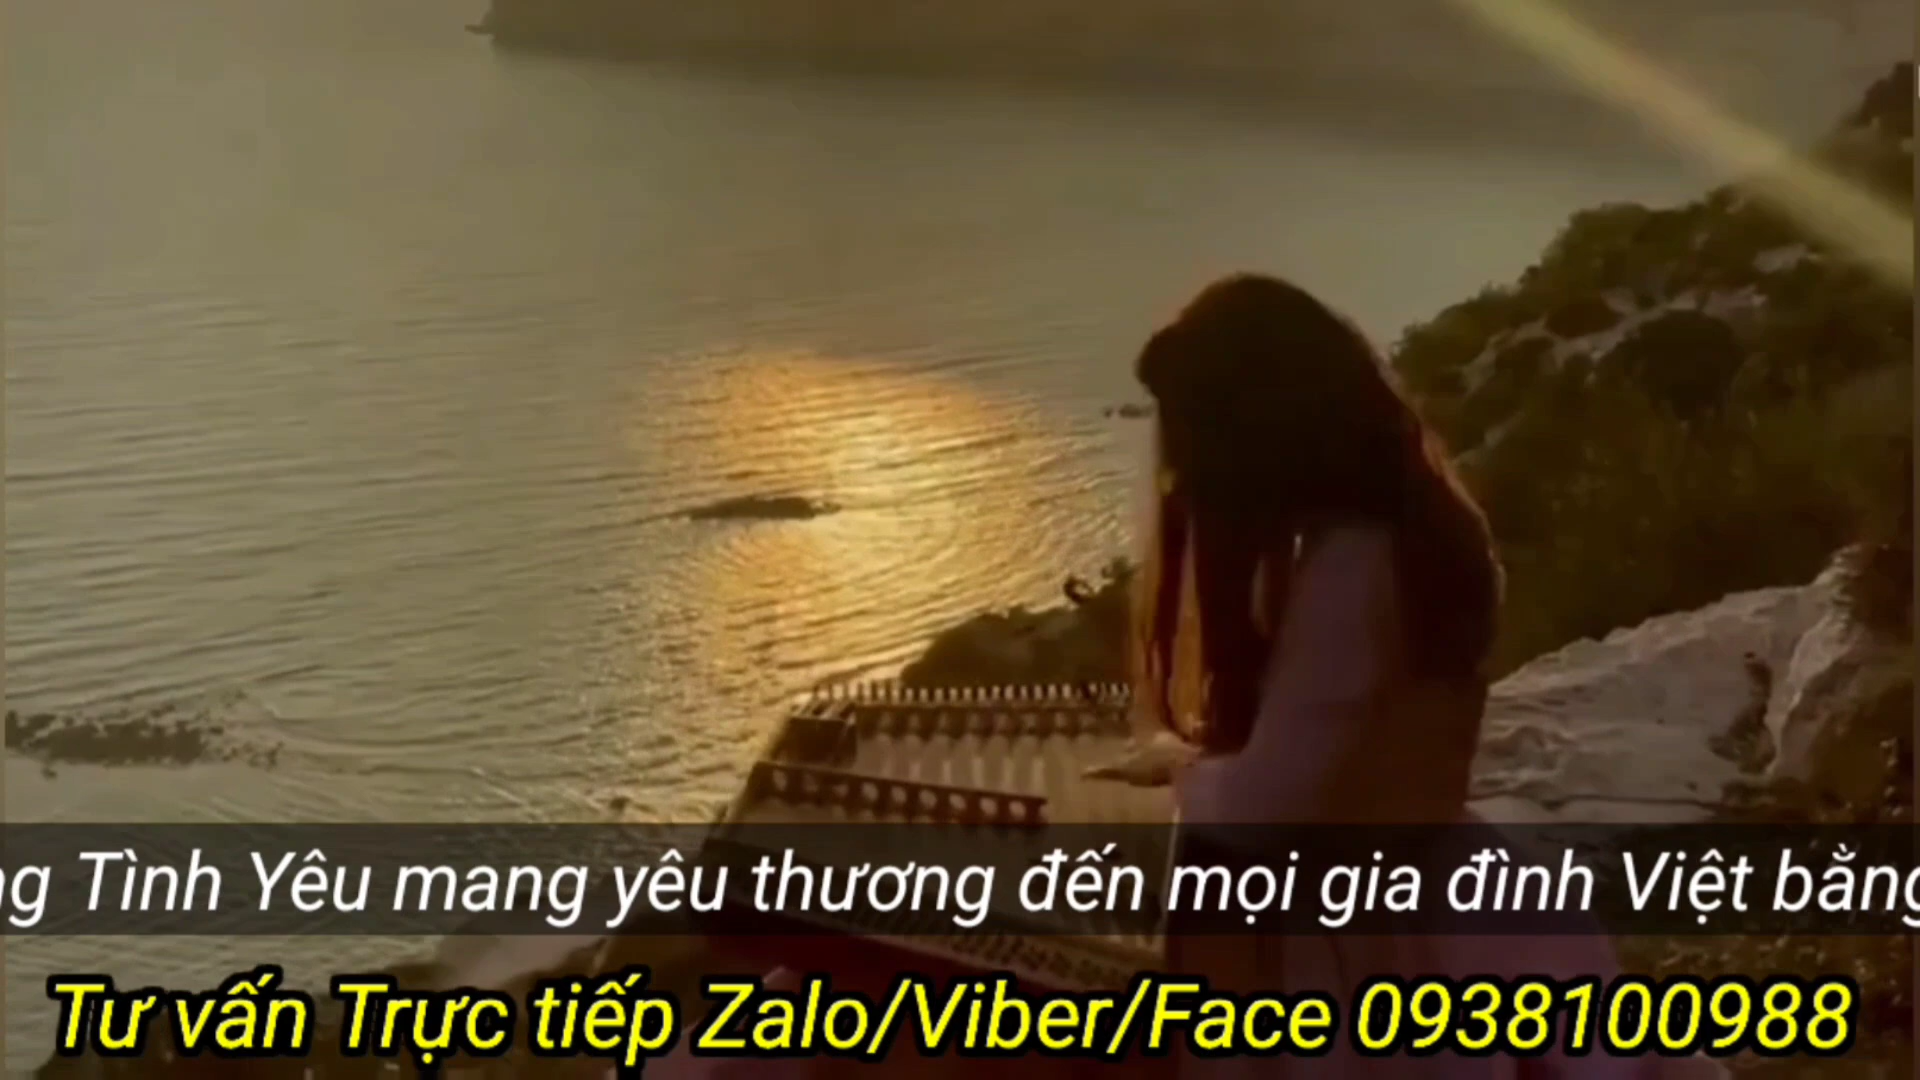 Tình Yêu mang yêu thương đến mọi gia đình Việt bằng
Tư vấn Trực tiếp Zalo/Viber/Face 0938100988